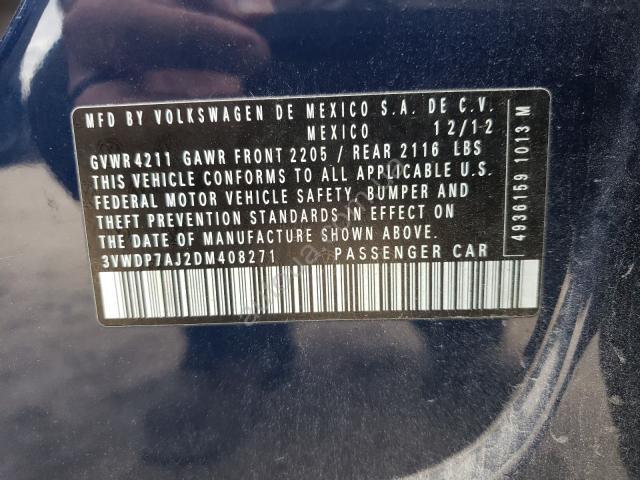 MFD BY VOLKSWAGEN DE MEXICO S.A. DE C.V.
MEXICO 12/12
GVWR 4211 GAWR FRONT 2205 / REAR 2116 LBS
THIS VEHICLE CONFORMS TO ALL APPLICABLE U.S.
FEDERAL MOTOR VEHICLE SAFETY, BUMPER AND
THEFT PREVENTION STANDARDS IN EFFECT ON
THE DATE OF MANUFACTURE SHOWN ABOVE.
3VWDP7AJ2DM408271 PASSENGER CAR
4936159 1013 M